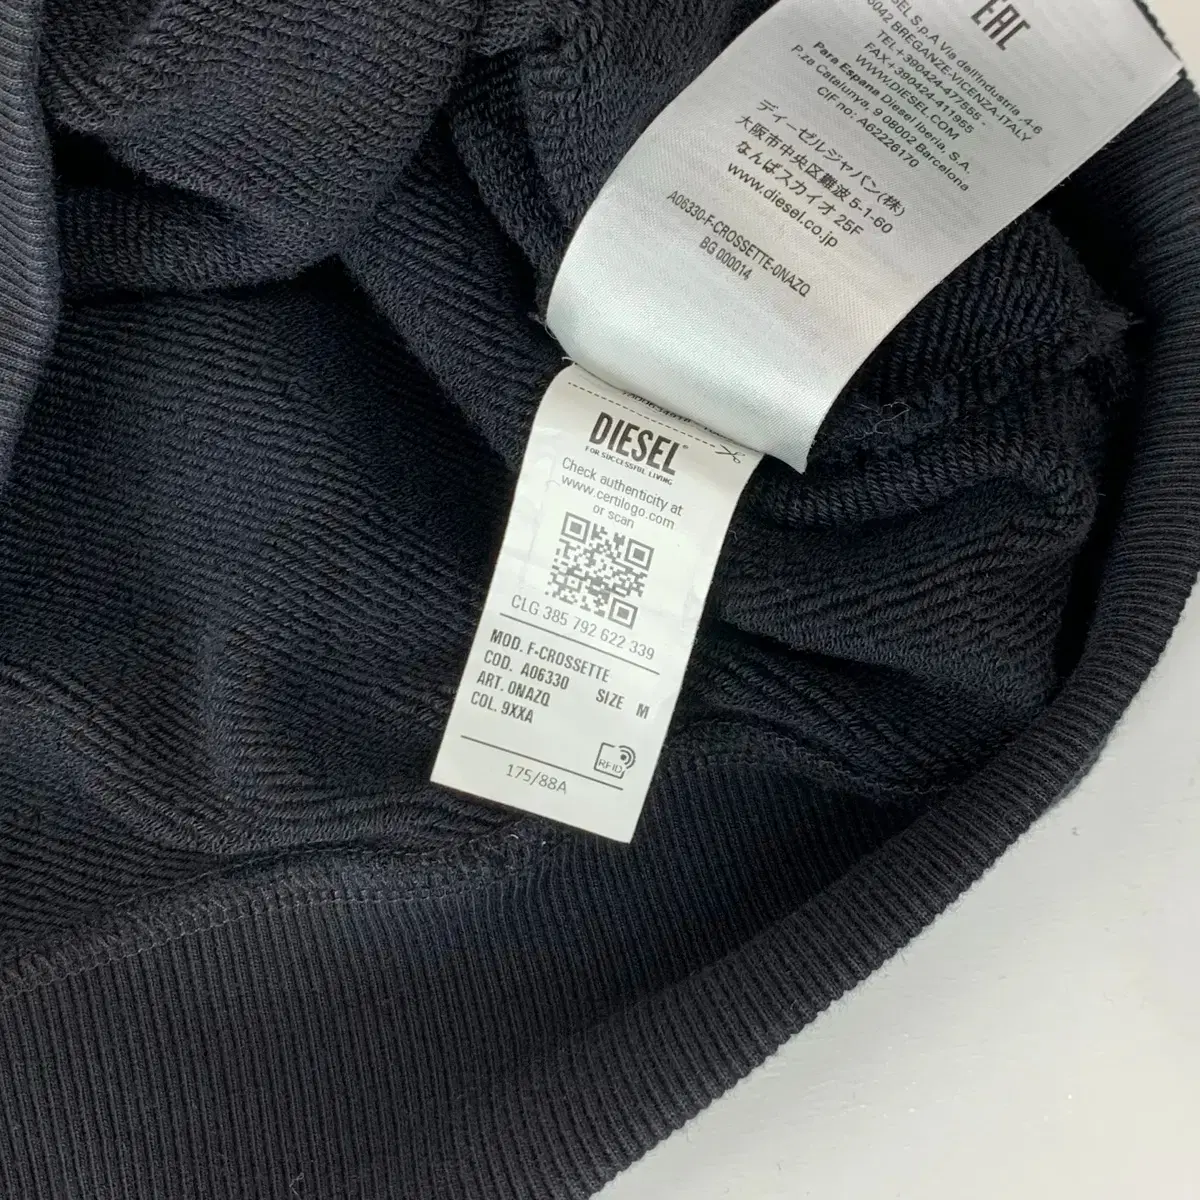 EAC
DIESEL S.p.A Via dell'Industria ,4-6
36042 BREGANZE-VICENZA-ITALY
TEL+390424-477555 -
FAX+390424-411955
WWW.DIESEL.COM
Para Espana Diesel Iberia, S.A.
P.za Catalunya, 9 08002 Barcelona
CIF no: A62226170
ディーゼルジャパン(株)
大阪市中央区難波 5-1-60
なんばスカイオ 25F
www.diesel.co.jp
A06330-F-CROSSETTE-0NAZQ
BG 000014
DIESEL
FOR SUCCESSFUL LIVING
Check authenticity at
www.certilogo.com
or scan
CLG 385 792 622 339
MOD. F-CROSSETTE
COD. A06330 SIZE M
ART. 0NAZQ
COL. 9XXA
RFID
175/88A